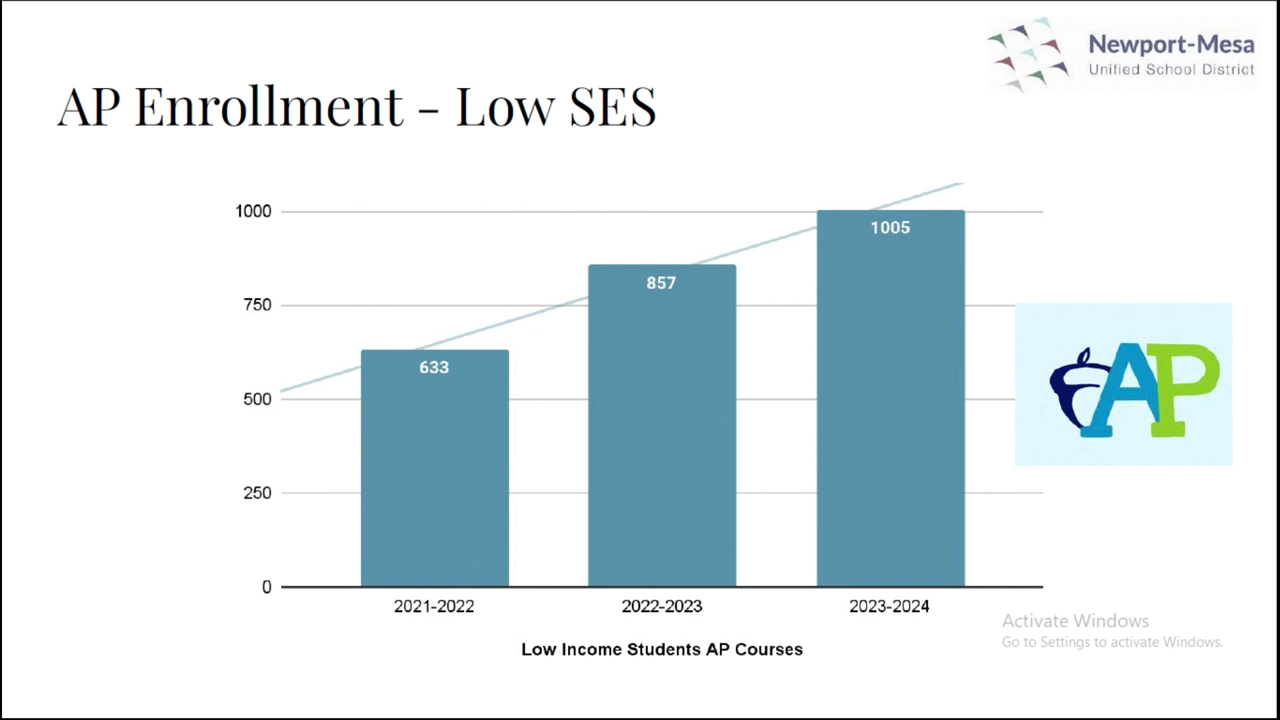 Newport-Mesa
Unified School District
AP Enrollment - Low SES
1000
750
500
250
0
633
857
1005
2021-2022
2022-2023
2023-2024
Low Income Students AP Courses
AP
Activate Windows
Go to Settings to activate Windows.